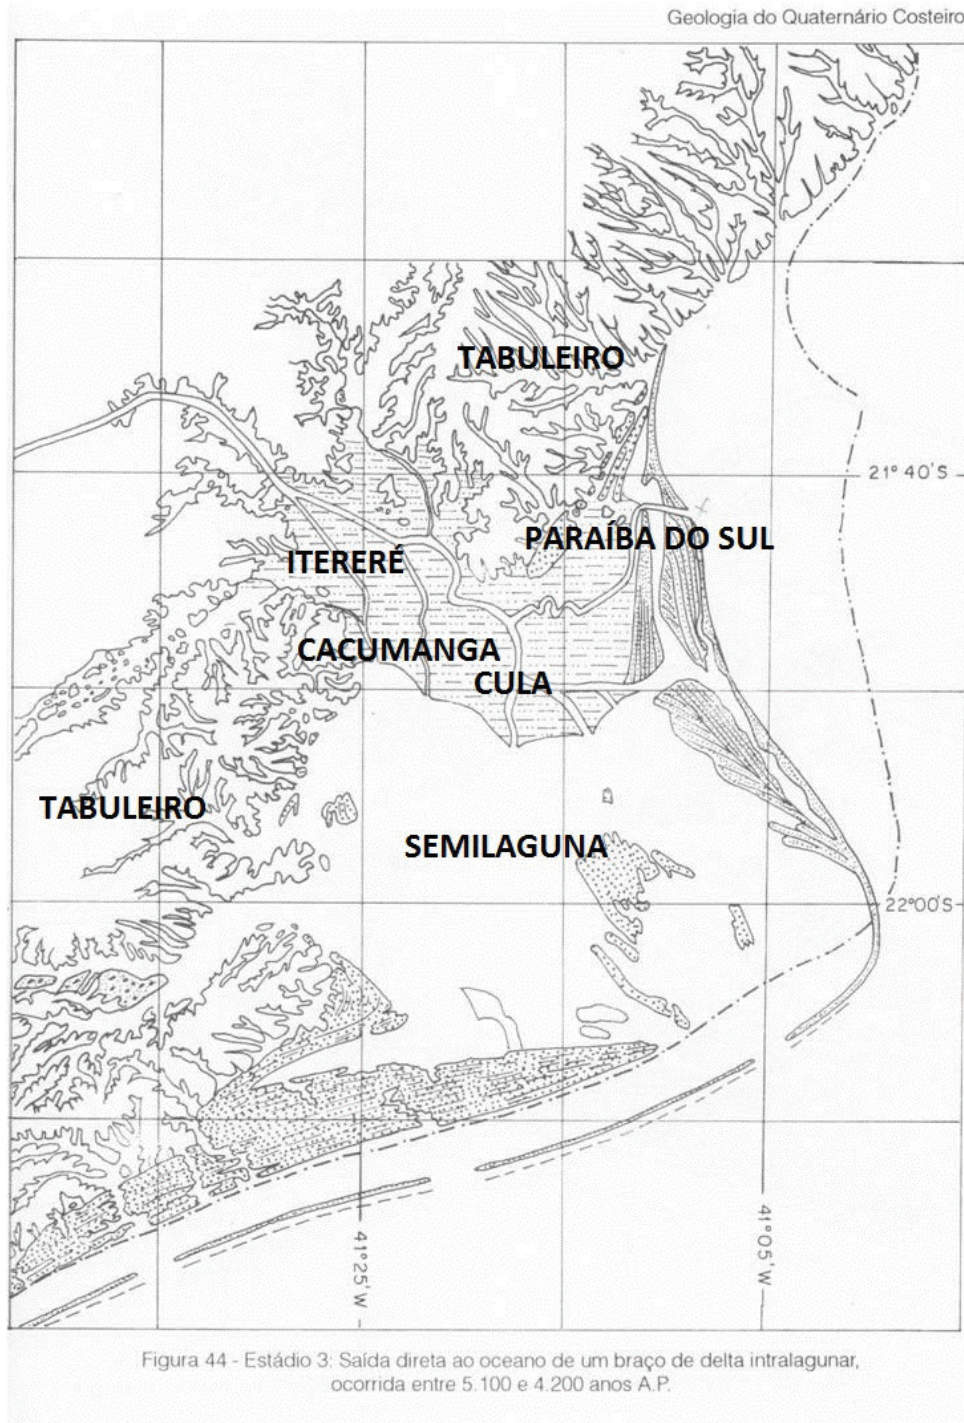 Geologia do Quaternário Costeiro
TABULEIRO
21° 40'S
PARAÍBA DO SUL
ITERERÉ
CACUMANGA
CULA
TABULEIRO
SEMILAGUNA
22°00'S
41°25'W
41°05'W
Figura 44 - Estádio 3: Saída direta ao oceano de um braço de delta intralagunar,
ocorrida entre 5.100 e 4.200 anos A.P.